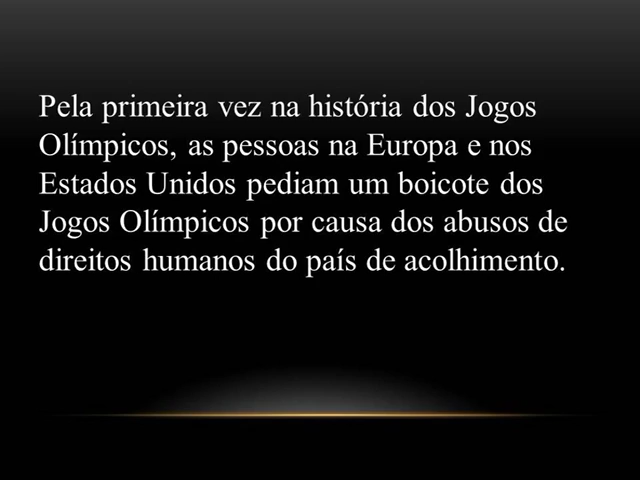 Pela primeira vez na história dos Jogos
Olímpicos, as pessoas na Europa e nos
Estados Unidos pediam um boicote dos
Jogos Olímpicos por causa dos abusos de
direitos humanos do país de acolhimento.